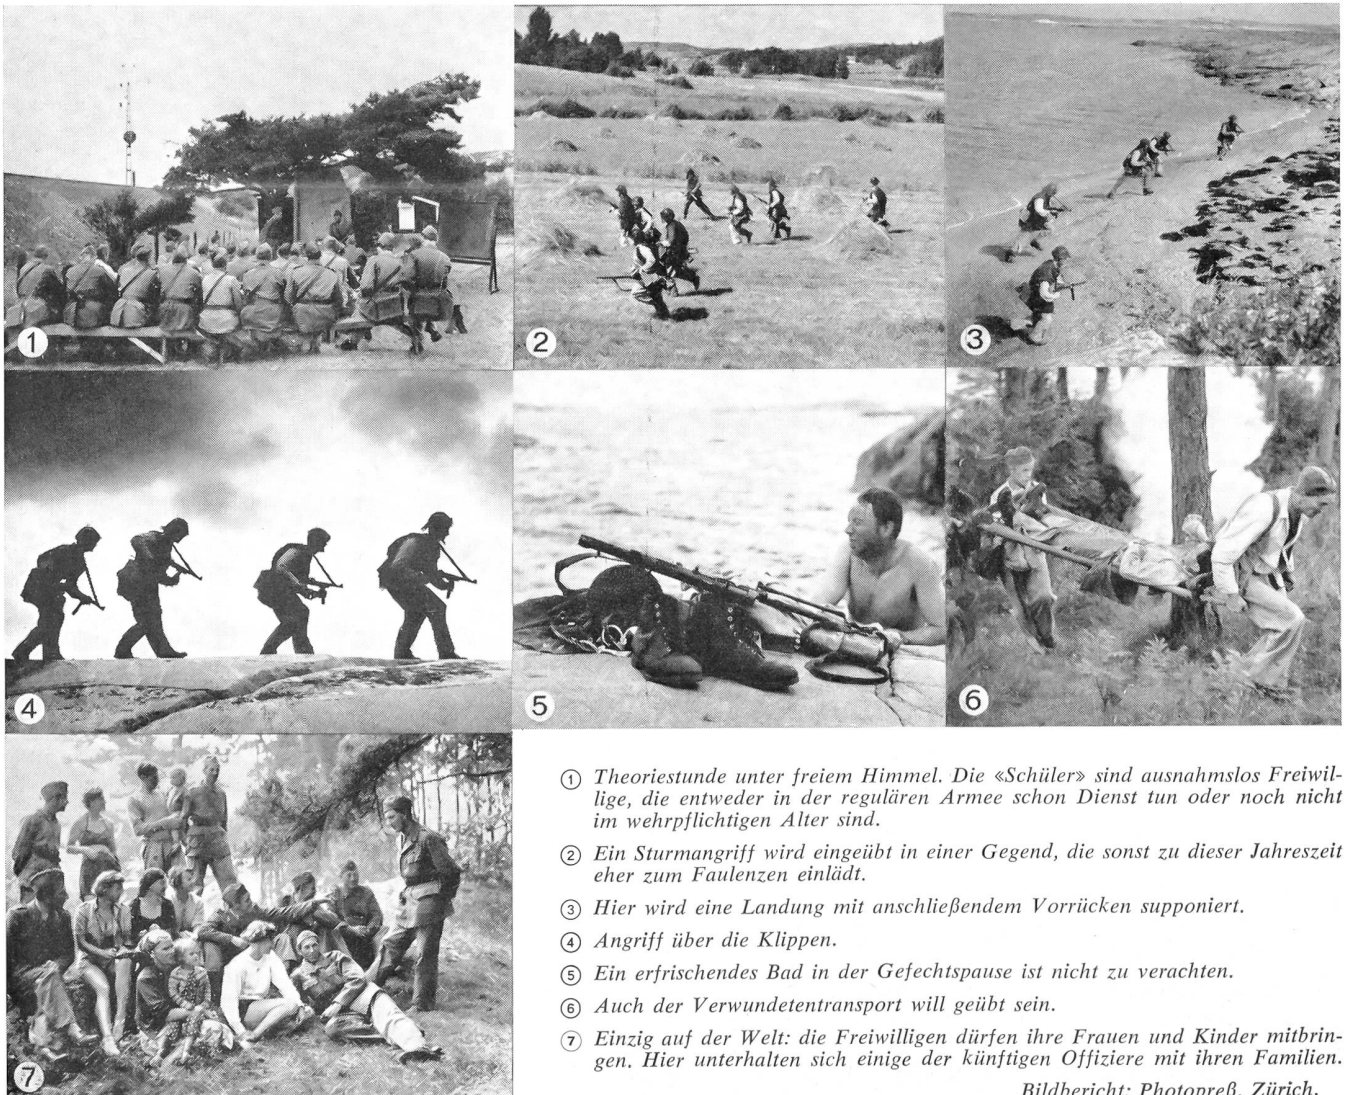 1
2
3
4
5
6
7
① Theoriestunde unter freiem Himmel. Die «Schüler» sind ausnahmslos Freiwil-
lige, die entweder in der regulären Armee schon Dienst tun oder noch nicht
im wehrpflichtigen Alter sind.
② Ein Sturmangriff wird eingeübt in einer Gegend, die sonst zu dieser Jahreszeit
eher zum Faulenzen einlädt.
③ Hier wird eine Landung mit anschließendem Vorrücken supponiert.
④ Angriff über die Klippen.
⑤ Ein erfrischendes Bad in der Gefechtspause ist nicht zu verachten.
⑥ Auch der Verwundetentransport will geübt sein.
⑦ Einzig auf der Welt: die Freiwilligen dürfen ihre Frauen und Kinder mitbrin-
gen. Hier unterhalten sich einige der künftigen Offiziere mit ihren Familien.
Bildbericht: Photopreß, Zürich.